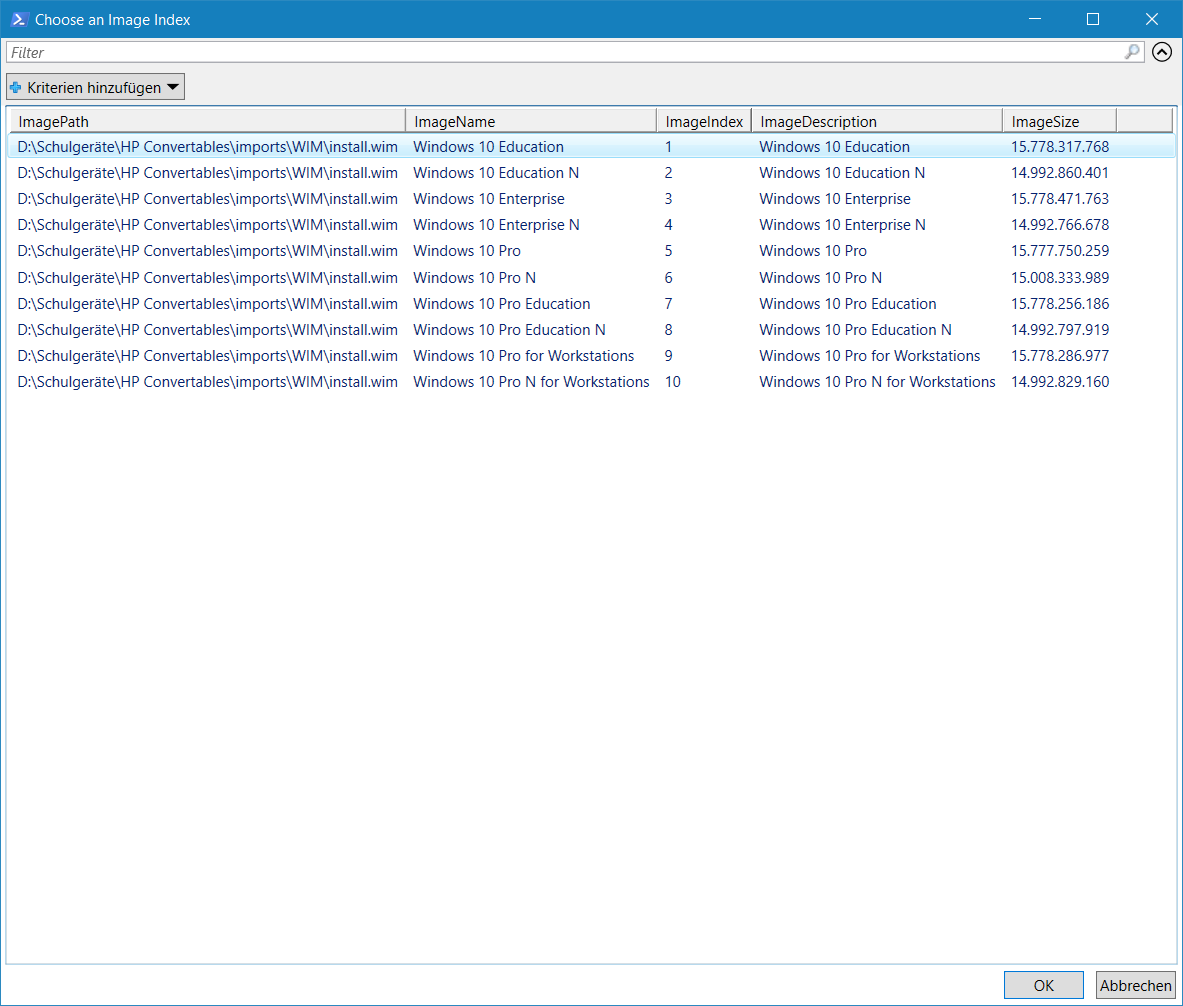 Choose an Image Index
Filter
Kriterien hinzufügen
ImagePath ImageName ImageIndex ImageDescription ImageSize
D:\Schulgeräte\HP Convertables\imports\WIM\install.wim Windows 10 Education 1 Windows 10 Education 15.778.317.768
D:\Schulgeräte\HP Convertables\imports\WIM\install.wim Windows 10 Education N 2 Windows 10 Education N 14.992.860.401
D:\Schulgeräte\HP Convertables\imports\WIM\install.wim Windows 10 Enterprise 3 Windows 10 Enterprise 15.778.471.763
D:\Schulgeräte\HP Convertables\imports\WIM\install.wim Windows 10 Enterprise N 4 Windows 10 Enterprise N 14.992.766.678
D:\Schulgeräte\HP Convertables\imports\WIM\install.wim Windows 10 Pro 5 Windows 10 Pro 15.777.750.259
D:\Schulgeräte\HP Convertables\imports\WIM\install.wim Windows 10 Pro N 6 Windows 10 Pro N 15.008.333.989
D:\Schulgeräte\HP Convertables\imports\WIM\install.wim Windows 10 Pro Education 7 Windows 10 Pro Education 15.778.256.186
D:\Schulgeräte\HP Convertables\imports\WIM\install.wim Windows 10 Pro Education N 8 Windows 10 Pro Education N 14.992.797.919
D:\Schulgeräte\HP Convertables\imports\WIM\install.wim Windows 10 Pro for Workstations 9 Windows 10 Pro for Workstations 15.778.286.977
D:\Schulgeräte\HP Convertables\imports\WIM\install.wim Windows 10 Pro N for Workstations 10 Windows 10 Pro N for Workstations 14.992.829.160
OK Abbrechen